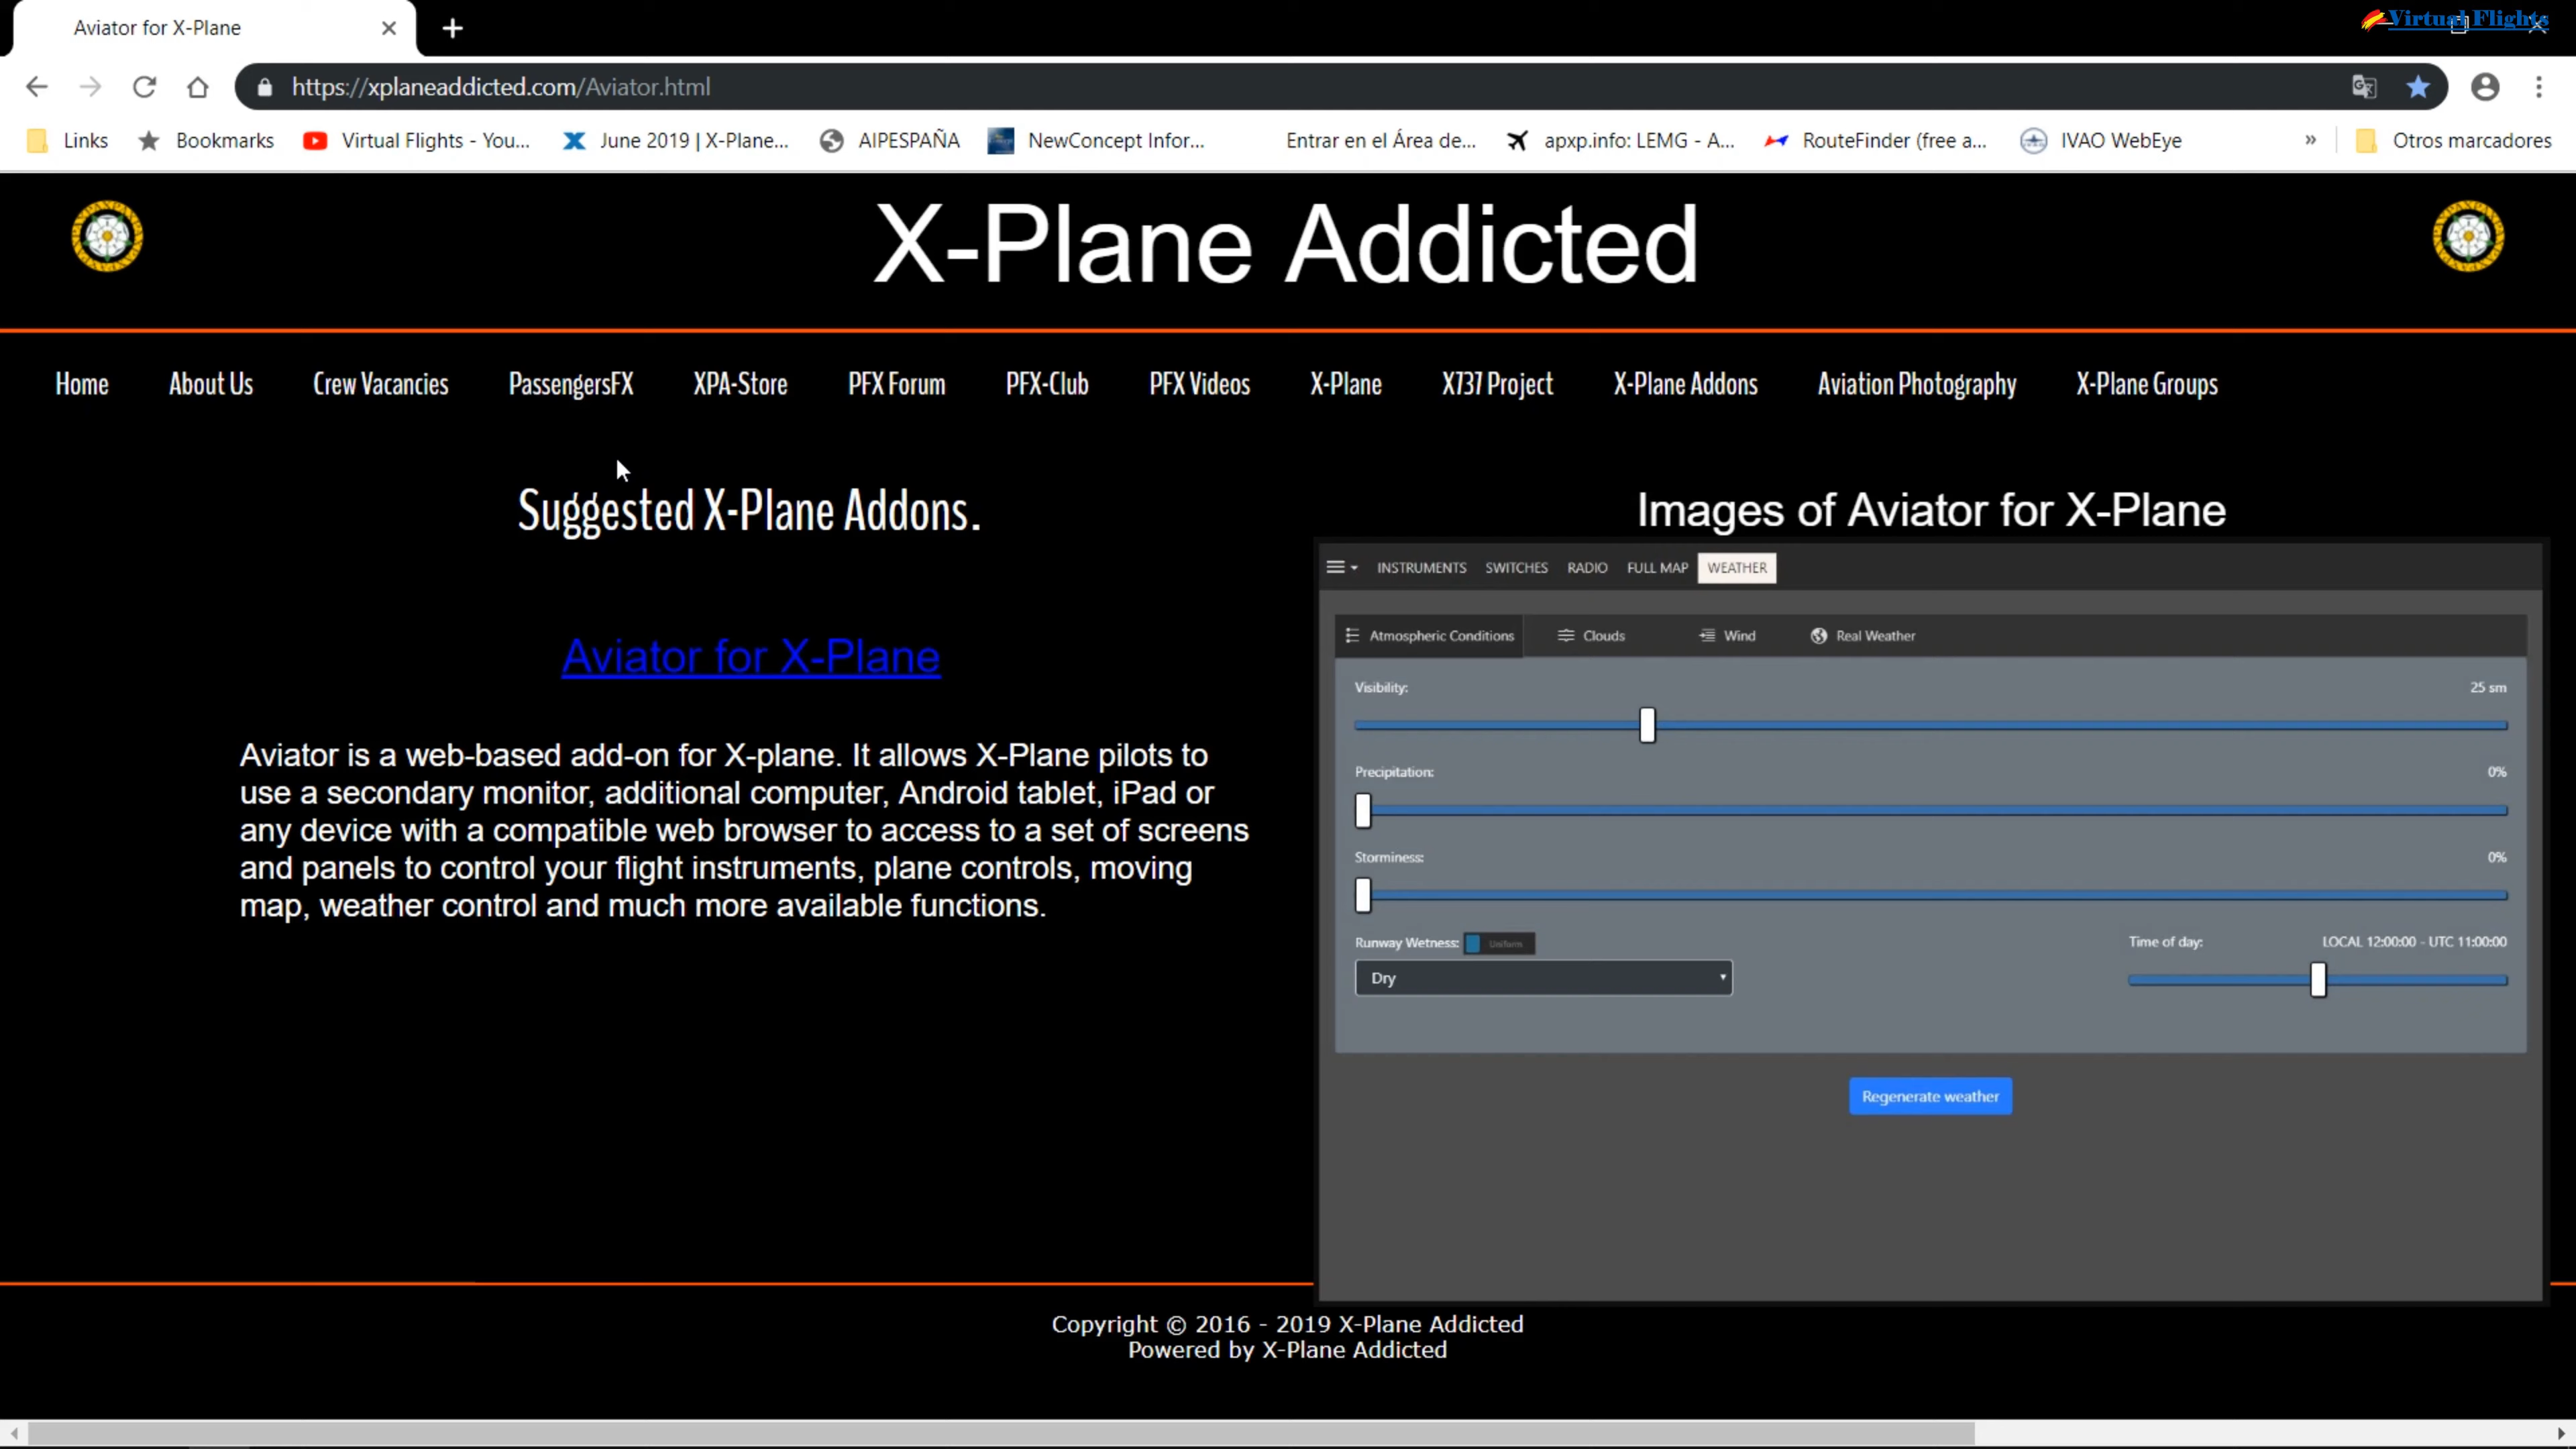 Aviator for X-Plane
Virtual Flights
https://xplaneaddicted.com/Aviator.html
Links Bookmarks Virtual Flights - You... June 2019 | X-Plane... AIPESPAÑA NewConcept Infor... Entrar en el Área de... apxp.info: LEMG - A... RouteFinder (free a... IVAO WebEye » Otros marcadores
X-Plane Addicted
Home About Us Crew Vacancies PassengersFX XPA-Store PFX Forum PFX-Club PFX Videos X-Plane X737 Project X-Plane Addons Aviation Photography X-Plane Groups
Suggested X-Plane Addons.
Aviator for X-Plane
Aviator is a web-based add-on for X-plane. It allows X-Plane pilots to
use a secondary monitor, additional computer, Android tablet, iPad or
any device with a compatible web browser to access to a set of screens
and panels to control your flight instruments, plane controls, moving
map, weather control and much more available functions.
Images of Aviator for X-Plane
INSTRUMENTS SWITCHES RADIO FULL MAP WEATHER
Atmospheric Conditions Clouds Wind Real Weather
Visibility: 25 sm
Precipitation: 0%
Storminess: 0%
Runway Wetness: Uniform Time of day: LOCAL 12:00:00 - UTC 11:00:00
Dry
Regenerate weather
Copyright © 2016 - 2019 X-Plane Addicted
Powered by X-Plane Addicted